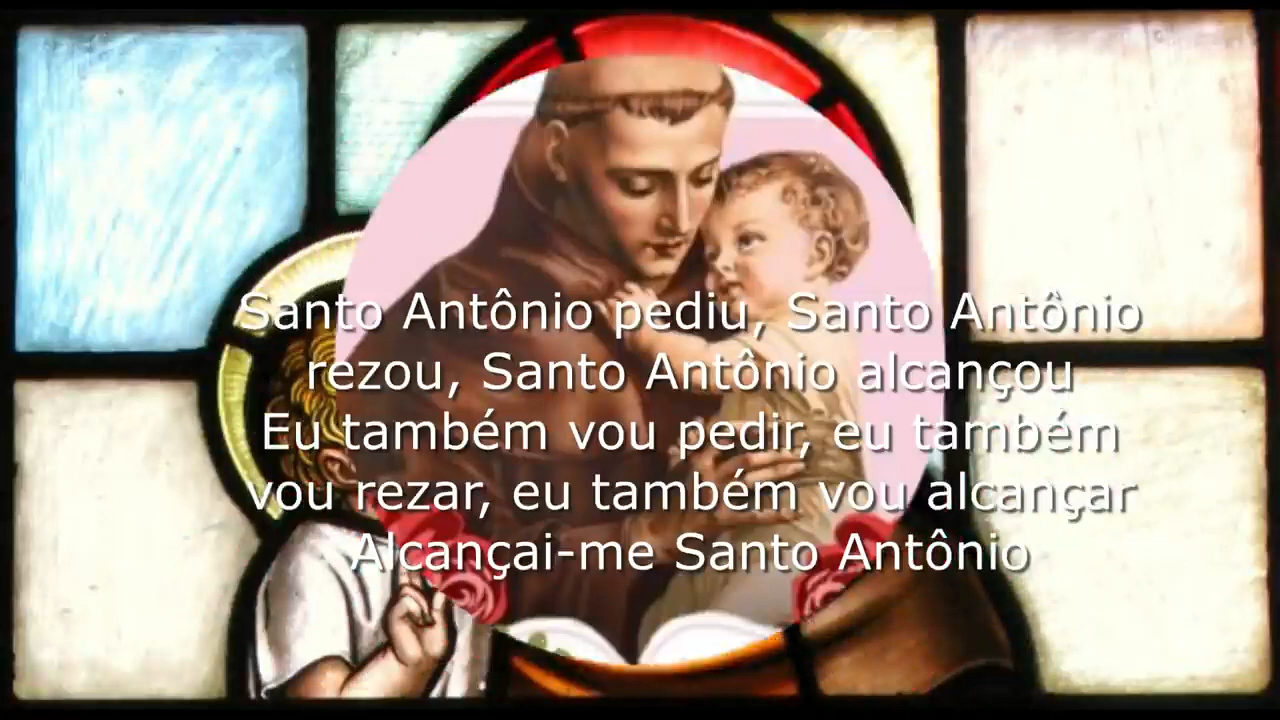 Santo Antônio pediu, Santo Antônio
rezou, Santo Antônio alcançou
Eu também vou pedir, eu também
vou rezar, eu também vou alcançar
Alcançai-me Santo Antônio